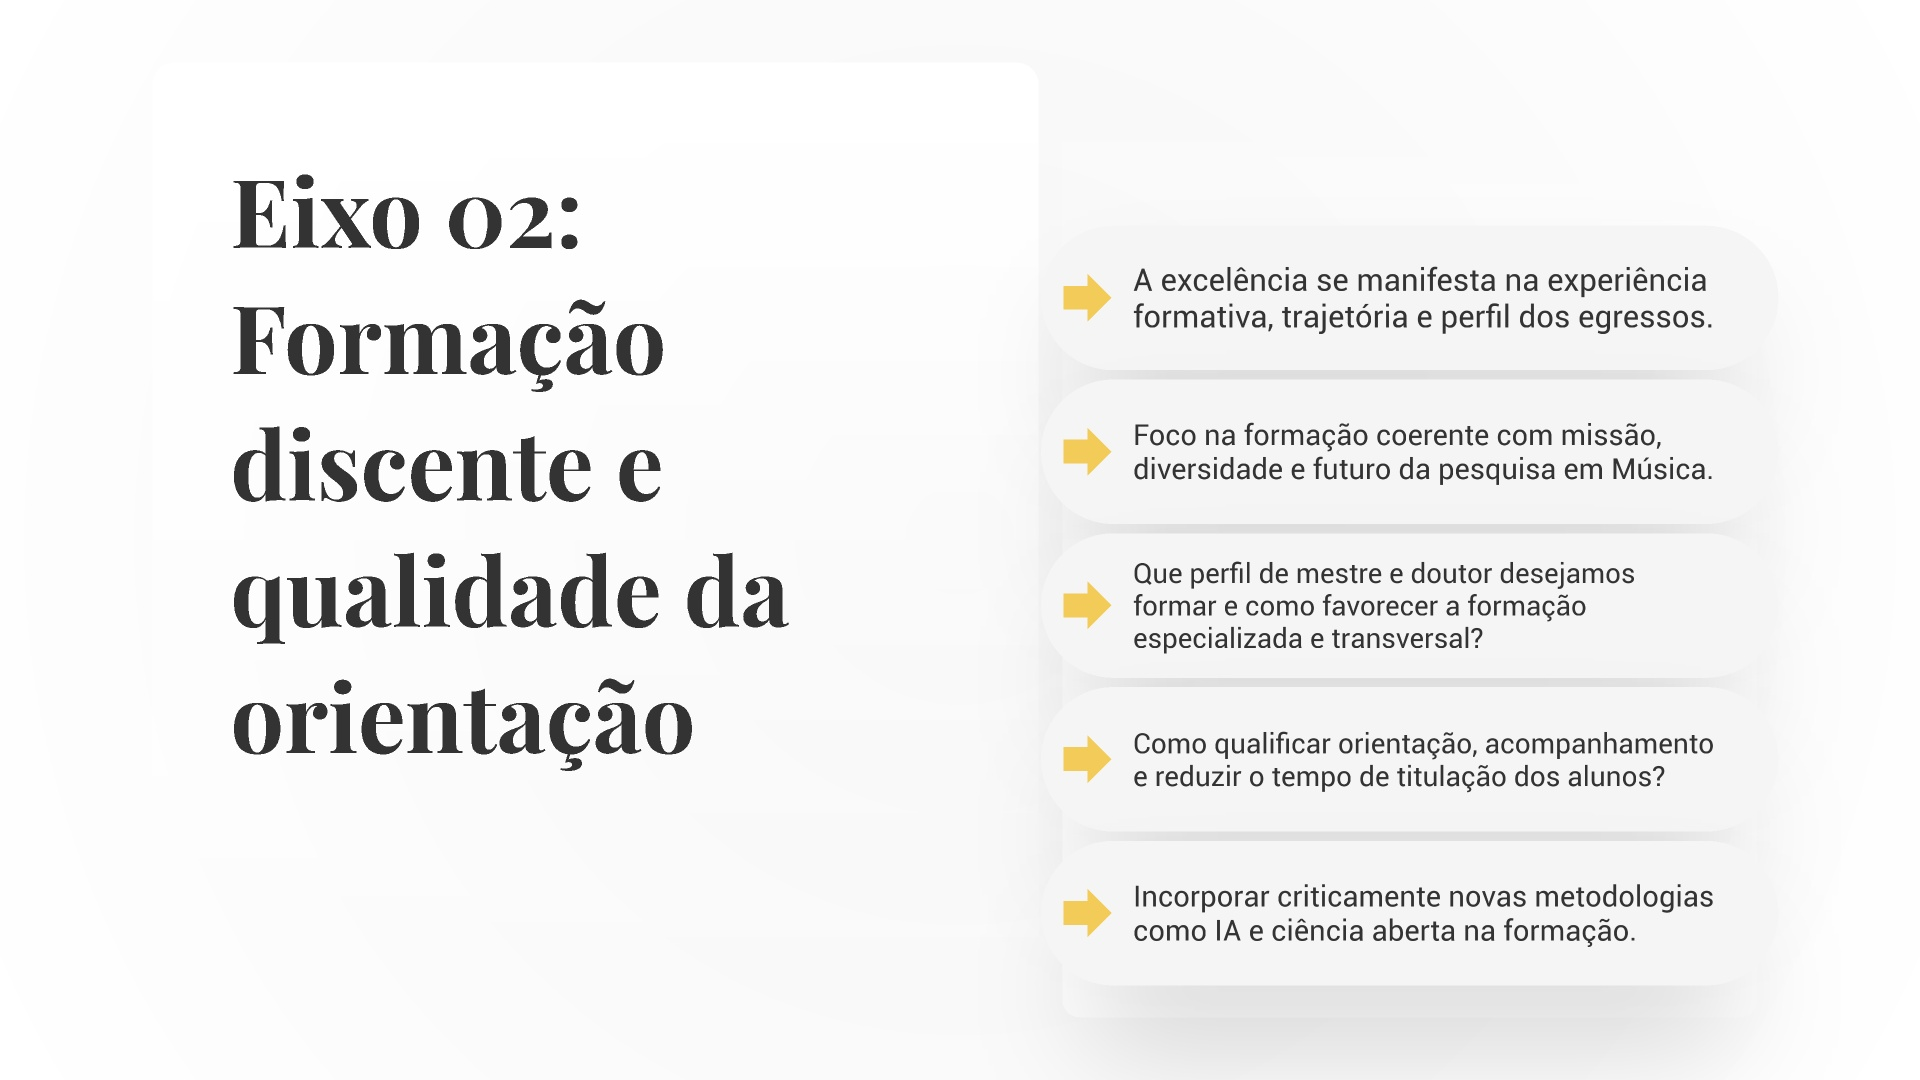 Eixo 02:
Formação
discente e
qualidade da
orientação
A excelência se manifesta na experiência
formativa, trajetória e perfil dos egressos.
Foco na formação coerente com missão,
diversidade e futuro da pesquisa em Música.
Que perfil de mestre e doutor desejamos
formar e como favorecer a formação
especializada e transversal?
Como qualificar orientação, acompanhamento
e reduzir o tempo de titulação dos alunos?
Incorporar criticamente novas metodologias
como IA e ciência aberta na formação.